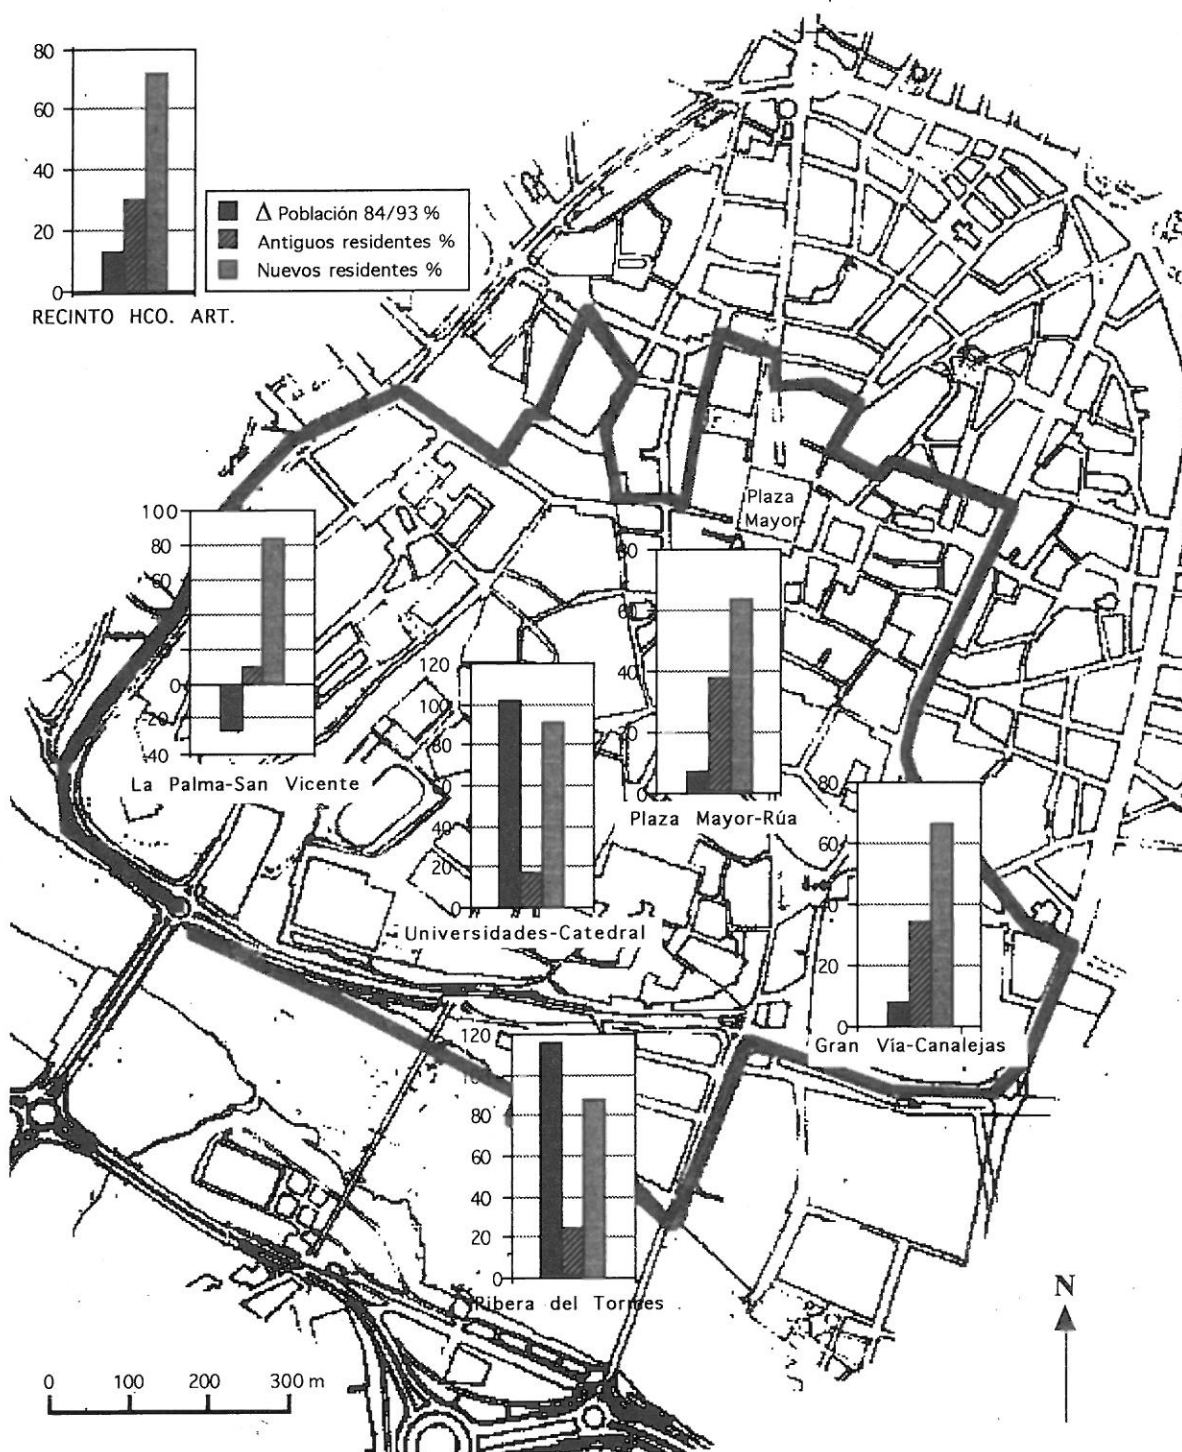 80
60
40
20
0
RECINTO HCO. ART.
Δ Población 84/93 %
Antiguos residentes %
Nuevos residentes %
Plaza
Mayor
100
80
60
0
-20
-40
La Palma-San Vicente
120
100
80
60
40
20
0
Universidades-Catedral
80
60
40
20
0
Plaza Mayor-Rúa
80
60
40
20
0
Gran Vía-Canalejas
120
100
80
60
40
20
0
Ribera del Tormes
N
0 100 200 300 m